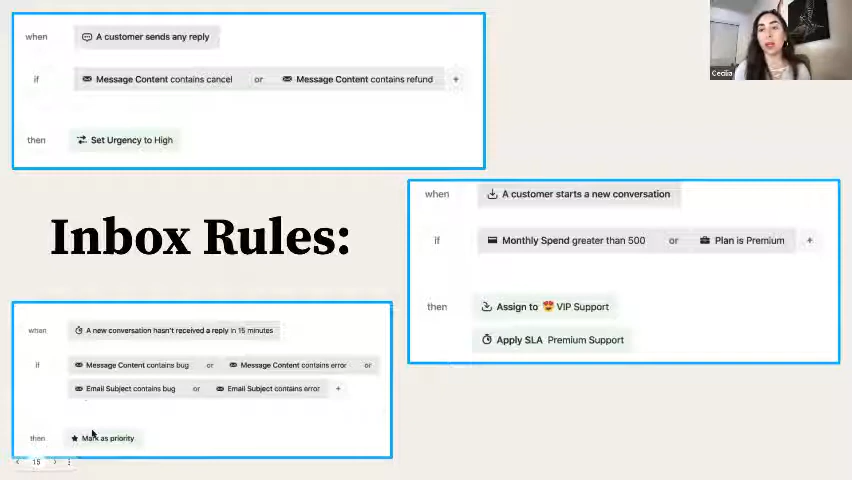 when A customer sends any reply
if Message Content contains cancel or Message Content contains refund +
then Set Urgency to High
Cecilia
when A customer starts a new conversation
if Monthly Spend greater than 500 or Plan is Premium +
then Assign to 😍 VIP Support
Apply SLA Premium Support
Inbox Rules:
when A new conversation hasn't received a reply in 15 minutes
if Message Content contains bug or Message Content contains error or
Email Subject contains bug or Email Subject contains error +
then Mark as priority
15